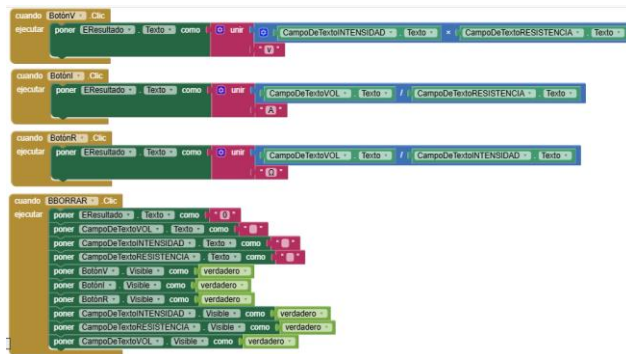 cuando BotónV Clic
ejecutar poner EResultado Texto como unir CampoDeTextoINTENSIDAD Texto × CampoDeTextoRESISTENCIA Texto
" V "
cuando BotónI Clic
ejecutar poner EResultado Texto como unir CampoDeTextoVOL Texto / CampoDeTextoRESISTENCIA Texto
" A "
cuando BotónR Clic
ejecutar poner EResultado Texto como unir CampoDeTextoVOL Texto / CampoDeTextoINTENSIDAD Texto
" Ω "
cuando BBORRAR Clic
ejecutar poner EResultado Texto como " 0 "
poner CampoDeTextoVOL Texto como " "
poner CampoDeTextoINTENSIDAD Texto como " "
poner CampoDeTextoRESISTENCIA Texto como " "
poner BotónV Visible como verdadero
poner BotónI Visible como verdadero
poner BotónR Visible como verdadero
poner CampoDeTextoINTENSIDAD Visible como verdadero
poner CampoDeTextoRESISTENCIA Visible como verdadero
poner CampoDeTextoVOL Visible como verdadero